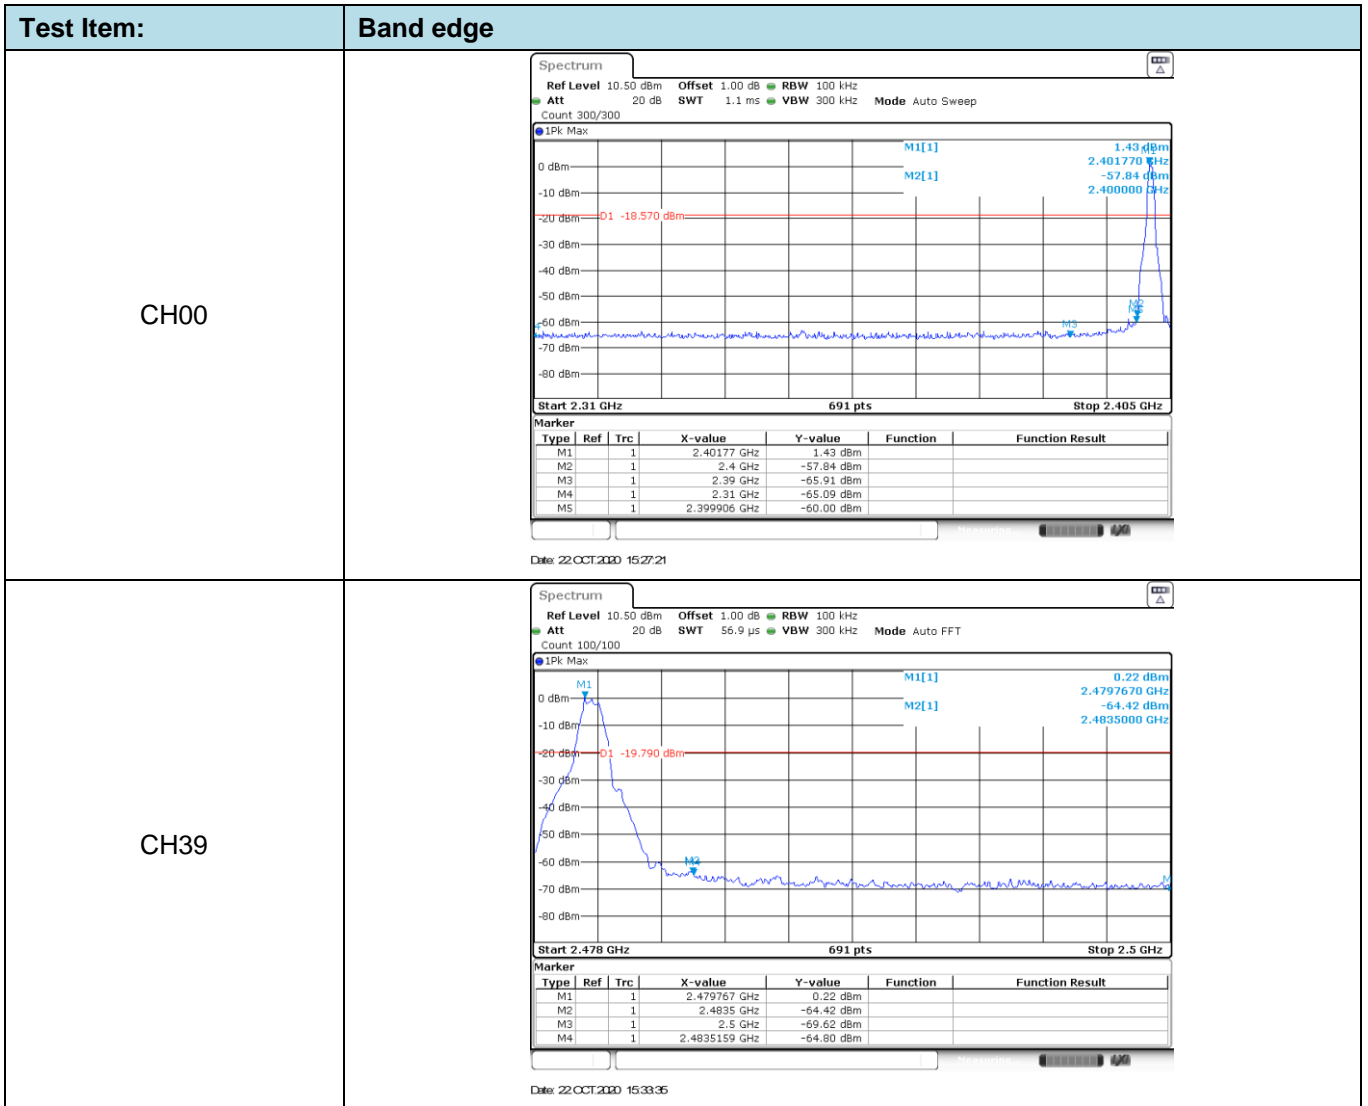 Test Item: Band edge
CH00
Spectrum
Ref Level 10.50 dBm Offset 1.00 dB RBW 100 kHz
Att 20 dB SWT 1.1 ms VBW 300 kHz Mode Auto Sweep
Count 300/300
1Pk Max
M1[1] 1.43 dBm
2.401770 GHz
M2[1] -57.84 dBm
2.400000 GHz
M1
0 dBm
-10 dBm
-20 dBm
D1 -18.570 dBm
-30 dBm
-40 dBm
-50 dBm
M2
M5
-60 dBm
M3
-70 dBm
-80 dBm
Start 2.31 GHz 691 pts Stop 2.405 GHz
Marker
Type Ref Trc X-value Y-value Function Function Result
M1 1 2.40177 GHz 1.43 dBm
M2 1 2.4 GHz -57.84 dBm
M3 1 2.39 GHz -65.91 dBm
M4 1 2.31 GHz -65.09 dBm
M5 1 2.399906 GHz -60.00 dBm
Measuring...
Date: 22.OCT.2020 15:27:21
CH39
Spectrum
Ref Level 10.50 dBm Offset 1.00 dB RBW 100 kHz
Att 20 dB SWT 56.9 µs VBW 300 kHz Mode Auto FFT
Count 100/100
1Pk Max
M1[1] 0.22 dBm
2.4797670 GHz
M2[1] -64.42 dBm
2.4835000 GHz
M1
0 dBm
-10 dBm
-20 dBm
D1 -19.790 dBm
-30 dBm
-40 dBm
-50 dBm
-60 dBm
-70 dBm
-80 dBm
Start 2.478 GHz 691 pts Stop 2.5 GHz
Marker
Type Ref Trc X-value Y-value Function Function Result
M1 1 2.479767 GHz 0.22 dBm
M2 1 2.4835 GHz -64.42 dBm
M3 1 2.5 GHz -69.62 dBm
M4 1 2.4835159 GHz -64.80 dBm
Measuring...
Date: 22.OCT.2020 15:33:35